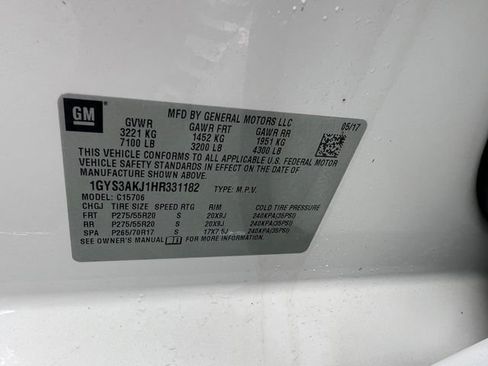 GM
MFD BY GENERAL MOTORS LLC
05/17
GVWR GAWR FRT GAWR RR
3221 KG 1452 KG 1951 KG
7100 LB 3200 LB 4300 LB
THIS VEHICLE CONFORMS TO ALL APPLICABLE U.S. FEDERAL MOTOR
VEHICLE SAFETY STANDARDS IN EFFECT ON THE DATE OF
MANUFACTURE SHOWN ABOVE.
1GYS3AKJ1HR331182 TYPE: M.P.V.
MODEL: C15706
CHGJ TIRE SIZE SPEED RTG RIM COLD TIRE PRESSURE
FRT P275/55R20 S 20X9J 240KPA(35PSI)
RR P275/55R20 S 20X9J 240KPA(35PSI)
SPA P265/70R17 S 17X7.5J 240KPA(35PSI)
SEE OWNER'S MANUAL FOR MORE INFORMATION.